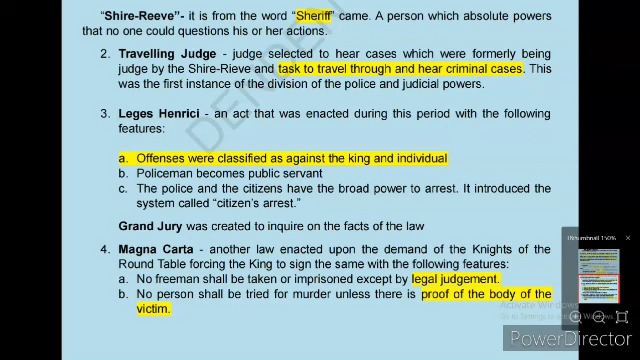 "Shire-Reeve"- it is from the word "Sheriff" came. A person which absolute powers
that no one could questions his or her actions.
2. Travelling Judge - judge selected to hear cases which were formerly being
judge by the Shire-Rieve and task to travel through and hear criminal cases. This
was the first instance of the division of the police and judicial powers.
3. Leges Henrici - an act that was enacted during this period with the following
features:
a. Offenses were classified as against the king and individual
b. Policeman becomes public servant
c. The police and the citizens have the broad power to arrest. It introduced the
system called "citizen's arrest."
Grand Jury was created to inquire on the facts of the law
4. Magna Carta - another law enacted upon the demand of the Knights of the
Round Table forcing the King to sign the same with the following features:
a. No freeman shall be taken or imprisoned except by legal judgement.
b. No person shall be tried for murder unless there is proof of the body of the
victim.
Activate Windows
Go to Settings to activate Windows.
PowerDirector